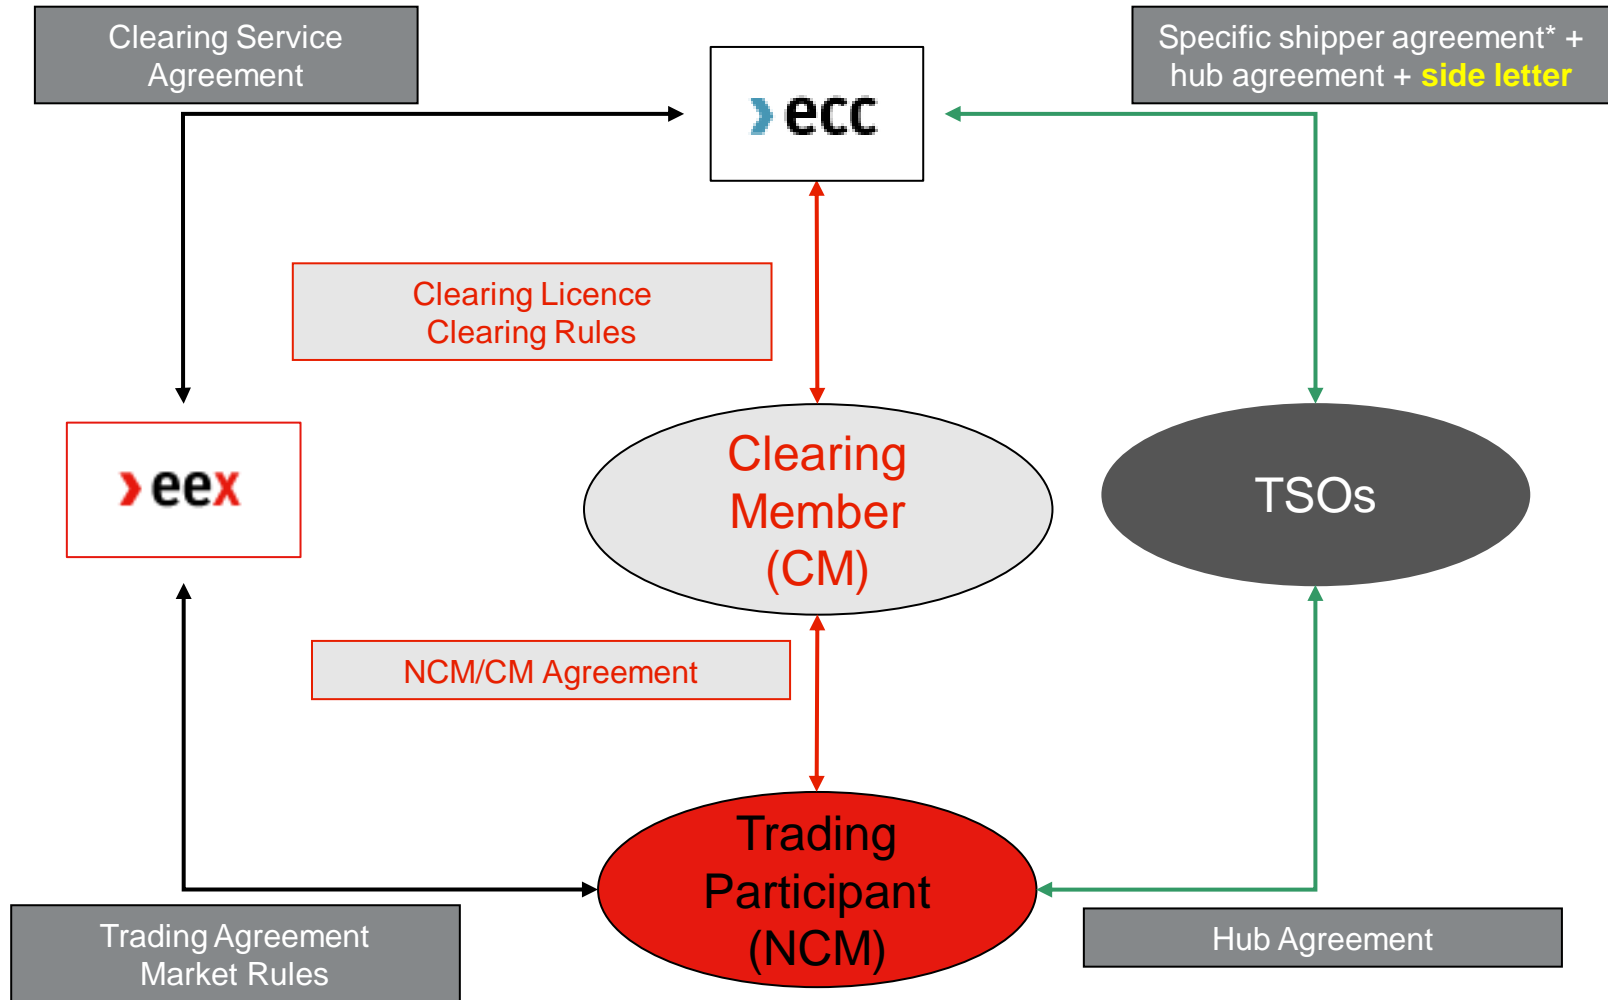 Clearing Service
Agreement
ecc
Specific shipper agreement* +
hub agreement + side letter
Clearing Licence
Clearing Rules
eex
Clearing
Member
(CM)
TSOs
NCM/CM Agreement
Trading
Participant
(NCM)
Trading Agreement
Market Rules
Hub Agreement